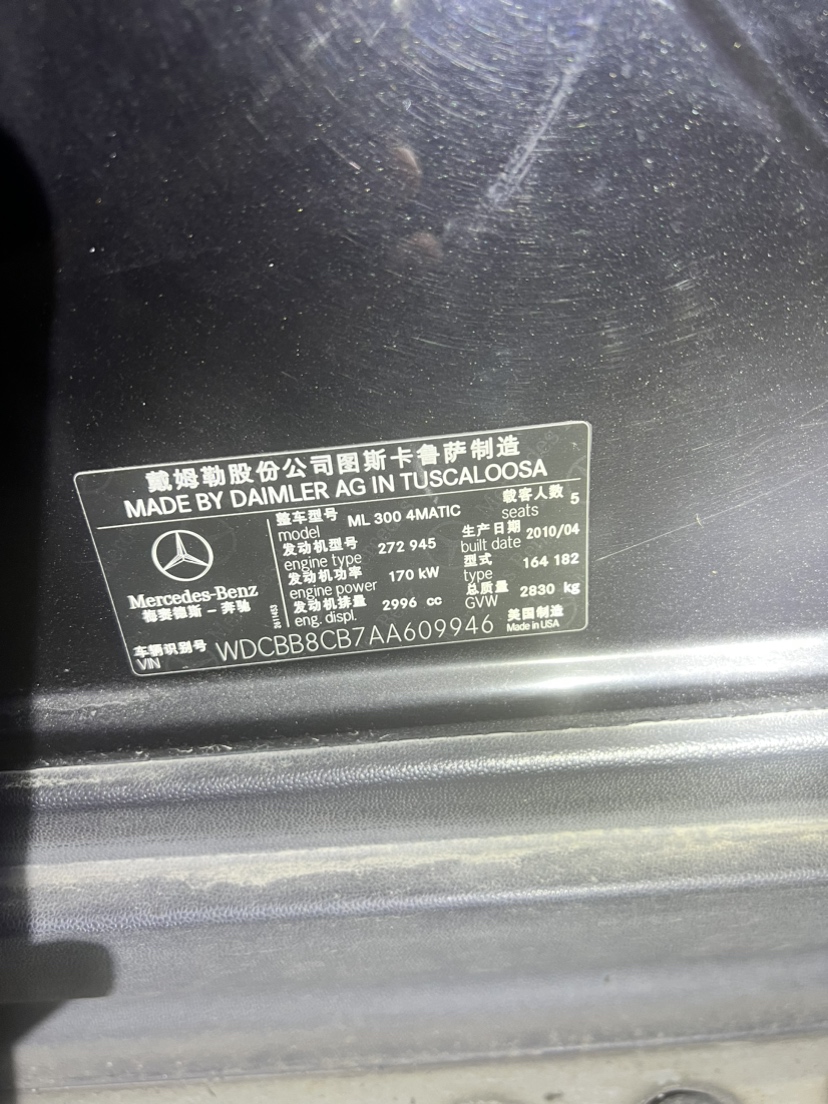 戴姆勒股份公司图斯卡鲁萨制造
MADE BY DAIMLER AG IN TUSCALOOSA
Mercedes-Benz
梅赛德斯 – 奔驰
整车型号 ML 300 4MATIC 载客人数 5
model seats
发动机型号 272 945 生产日期 2010/04
engine type built date
发动机功率 170 kW 型式 164 182
engine power type
发动机排量 2996 cc 总质量 2830 kg
eng. displ. GVW
车辆识别号 WDCBB8CB7AA609946 美国制造
VIN Made in USA